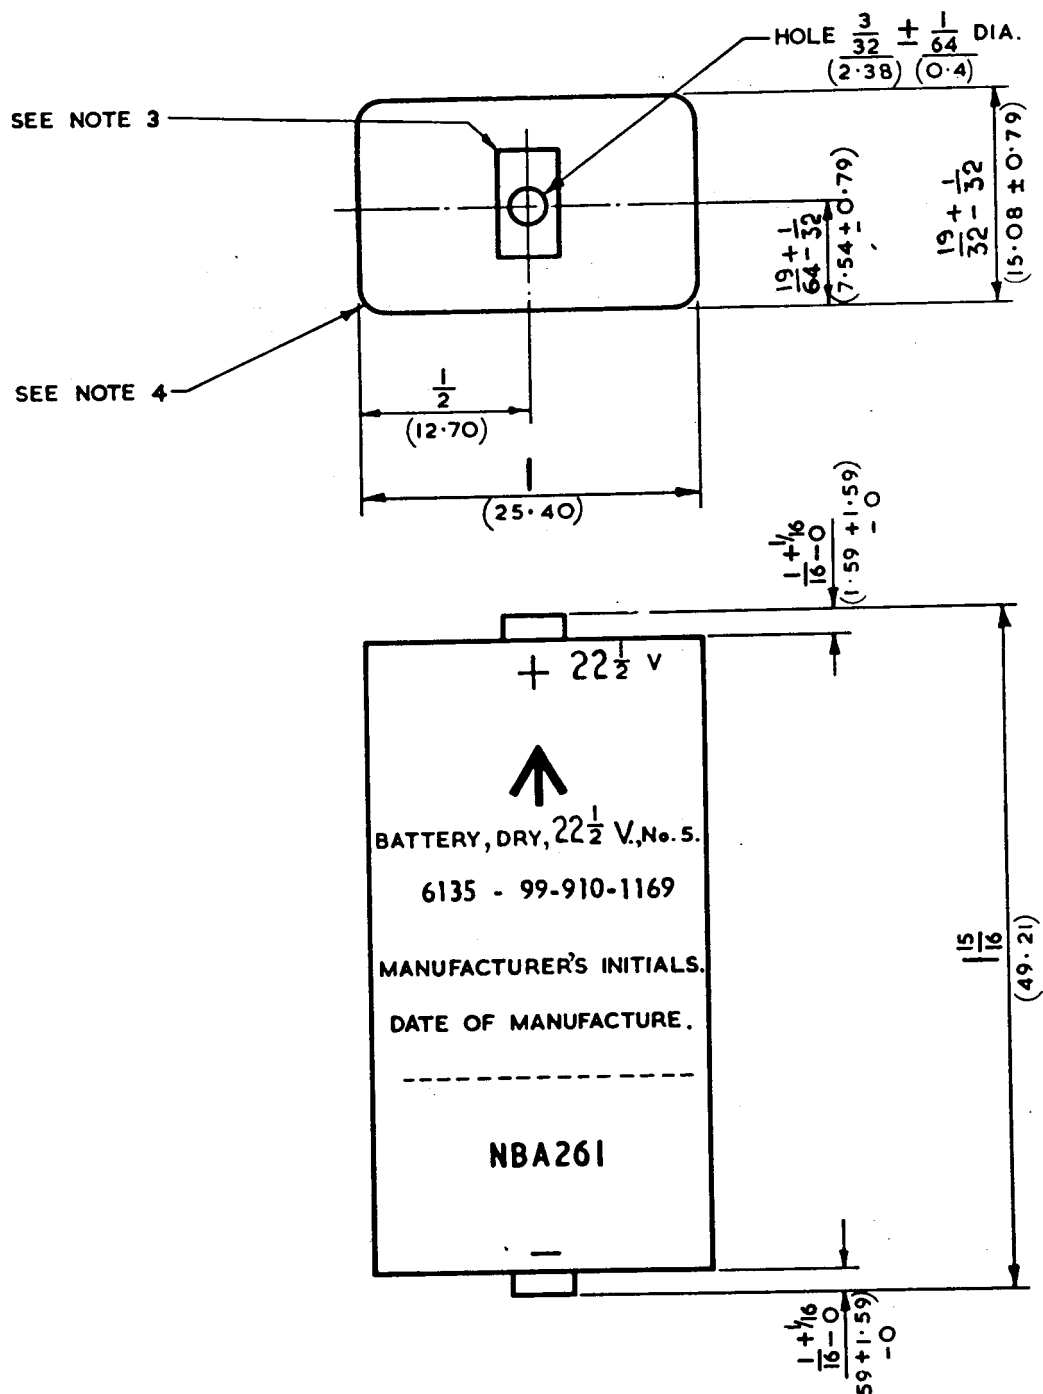 HOLE 3/32 ± 1/64 DIA.
(2·38) (0·4)
SEE NOTE 3
19/64 + 1/32 - 1/32
(7·54 ± 0·79)
19/32 + 1/32 - 1/32
(15·08 ± 0·79)
SEE NOTE 4
1/2
(12·70)
1
(25·40)
1/16 + 1/16 - 0
(1·59 + 1·59 - 0)
+ 22½ V
BATTERY, DRY, 22½ V., No. 5.
6135 - 99-910-1169
MANUFACTURER'S INITIALS.
DATE OF MANUFACTURE.
1 15/16
(49·21)
NBA261
−
1/16 + 1/16 - 0
59 + 1·59) - 0